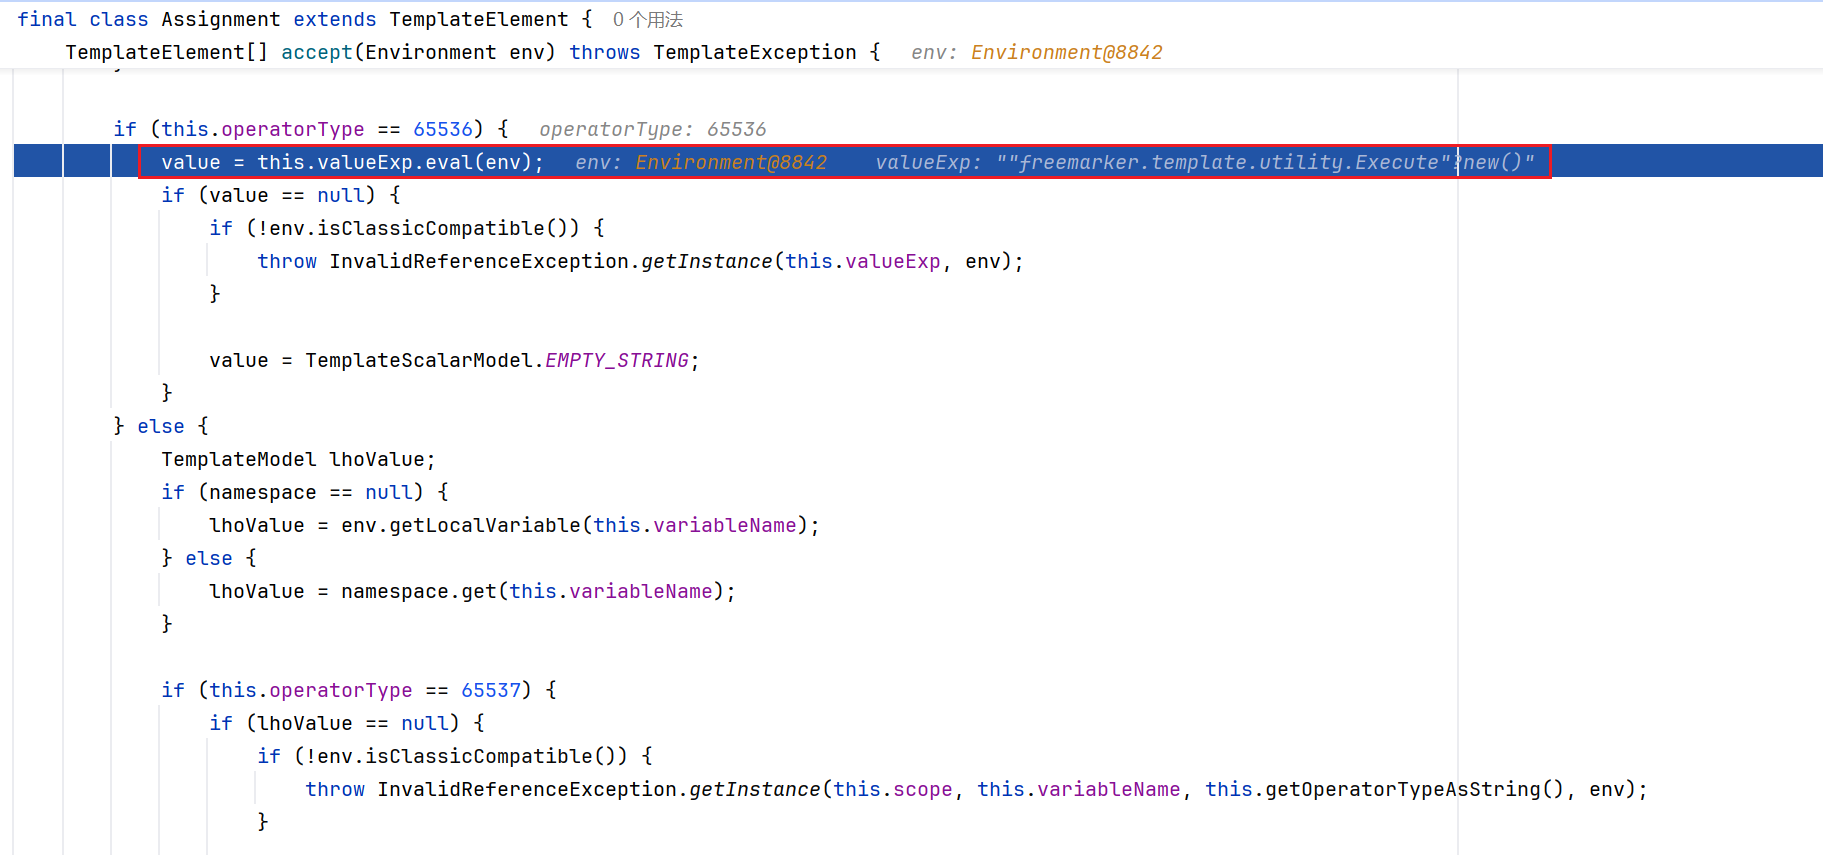 final class Assignment extends TemplateElement {   0 个用法
    TemplateElement[] accept(Environment env) throws TemplateException {   env: Environment@8842
        if (this.operatorType == 65536) {   operatorType: 65536
            value = this.valueExp.eval(env);   env: Environment@8842    valueExp: ""freemarker.template.utility.Execute"?new()"
            if (value == null) {
                if (!env.isClassicCompatible()) {
                    throw InvalidReferenceException.getInstance(this.valueExp, env);
                }
                value = TemplateScalarModel.EMPTY_STRING;
            }
        } else {
            TemplateModel lhoValue;
            if (namespace == null) {
                lhoValue = env.getLocalVariable(this.variableName);
            } else {
                lhoValue = namespace.get(this.variableName);
            }
            if (this.operatorType == 65537) {
                if (lhoValue == null) {
                    if (!env.isClassicCompatible()) {
                        throw InvalidReferenceException.getInstance(this.scope, this.variableName, this.getOperatorTypeAsString(), env);
                    }